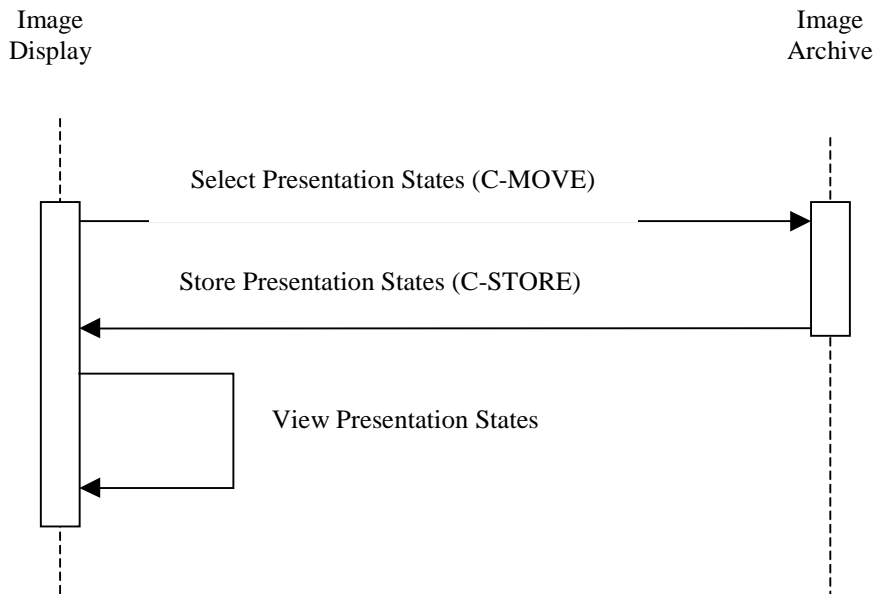 Image
Display
Image
Archive
Select Presentation States (C-MOVE)
Store Presentation States (C-STORE)
View Presentation States